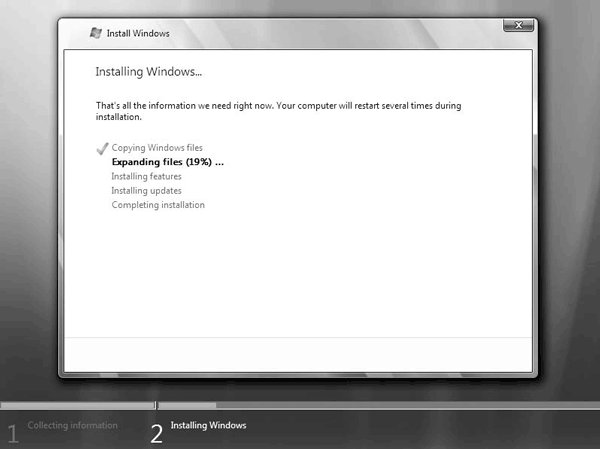 Install Windows
Installing Windows...
That's all the information we need right now. Your computer will restart several times during
installation.
Copying Windows files
Expanding files (19%) ...
Installing features
Installing updates
Completing installation
1 Collecting information
2 Installing Windows